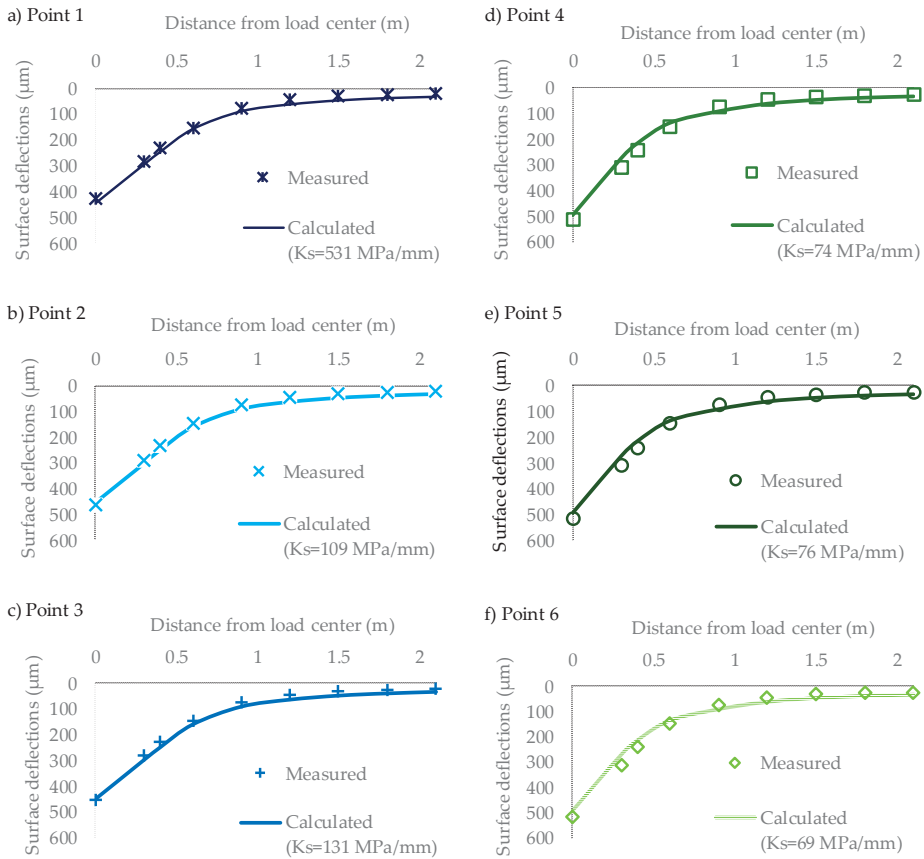 a) Point 1
Distance from load center (m)
0 0.5 1 1.5 2
Surface deflections (µm)
0
100
200
300
400
500
600
Measured
Calculated
(Ks=531 MPa/mm)
b) Point 2
Distance from load center (m)
0 0.5 1 1.5 2
Surface deflections (µm)
0
100
200
300
400
500
600
Measured
Calculated
(Ks=109 MPa/mm)
c) Point 3
Distance from load center (m)
0 0.5 1 1.5 2
Surface deflections (µm)
0
100
200
300
400
500
600
Measured
Calculated
(Ks=131 MPa/mm)
d) Point 4
Distance from load center (m)
0 0.5 1 1.5 2
Surface deflections (µm)
0
100
200
300
400
500
600
Measured
Calculated
(Ks=74 MPa/mm)
e) Point 5
Distance from load center (m)
0 0.5 1 1.5 2
Surface deflections (µm)
0
100
200
300
400
500
600
Measured
Calculated
(Ks=76 MPa/mm)
f) Point 6
Distance from load center (m)
0 0.5 1 1.5 2
Surface deflections (µm)
0
100
200
300
400
500
600
Measured
Calculated
(Ks=69 MPa/mm)